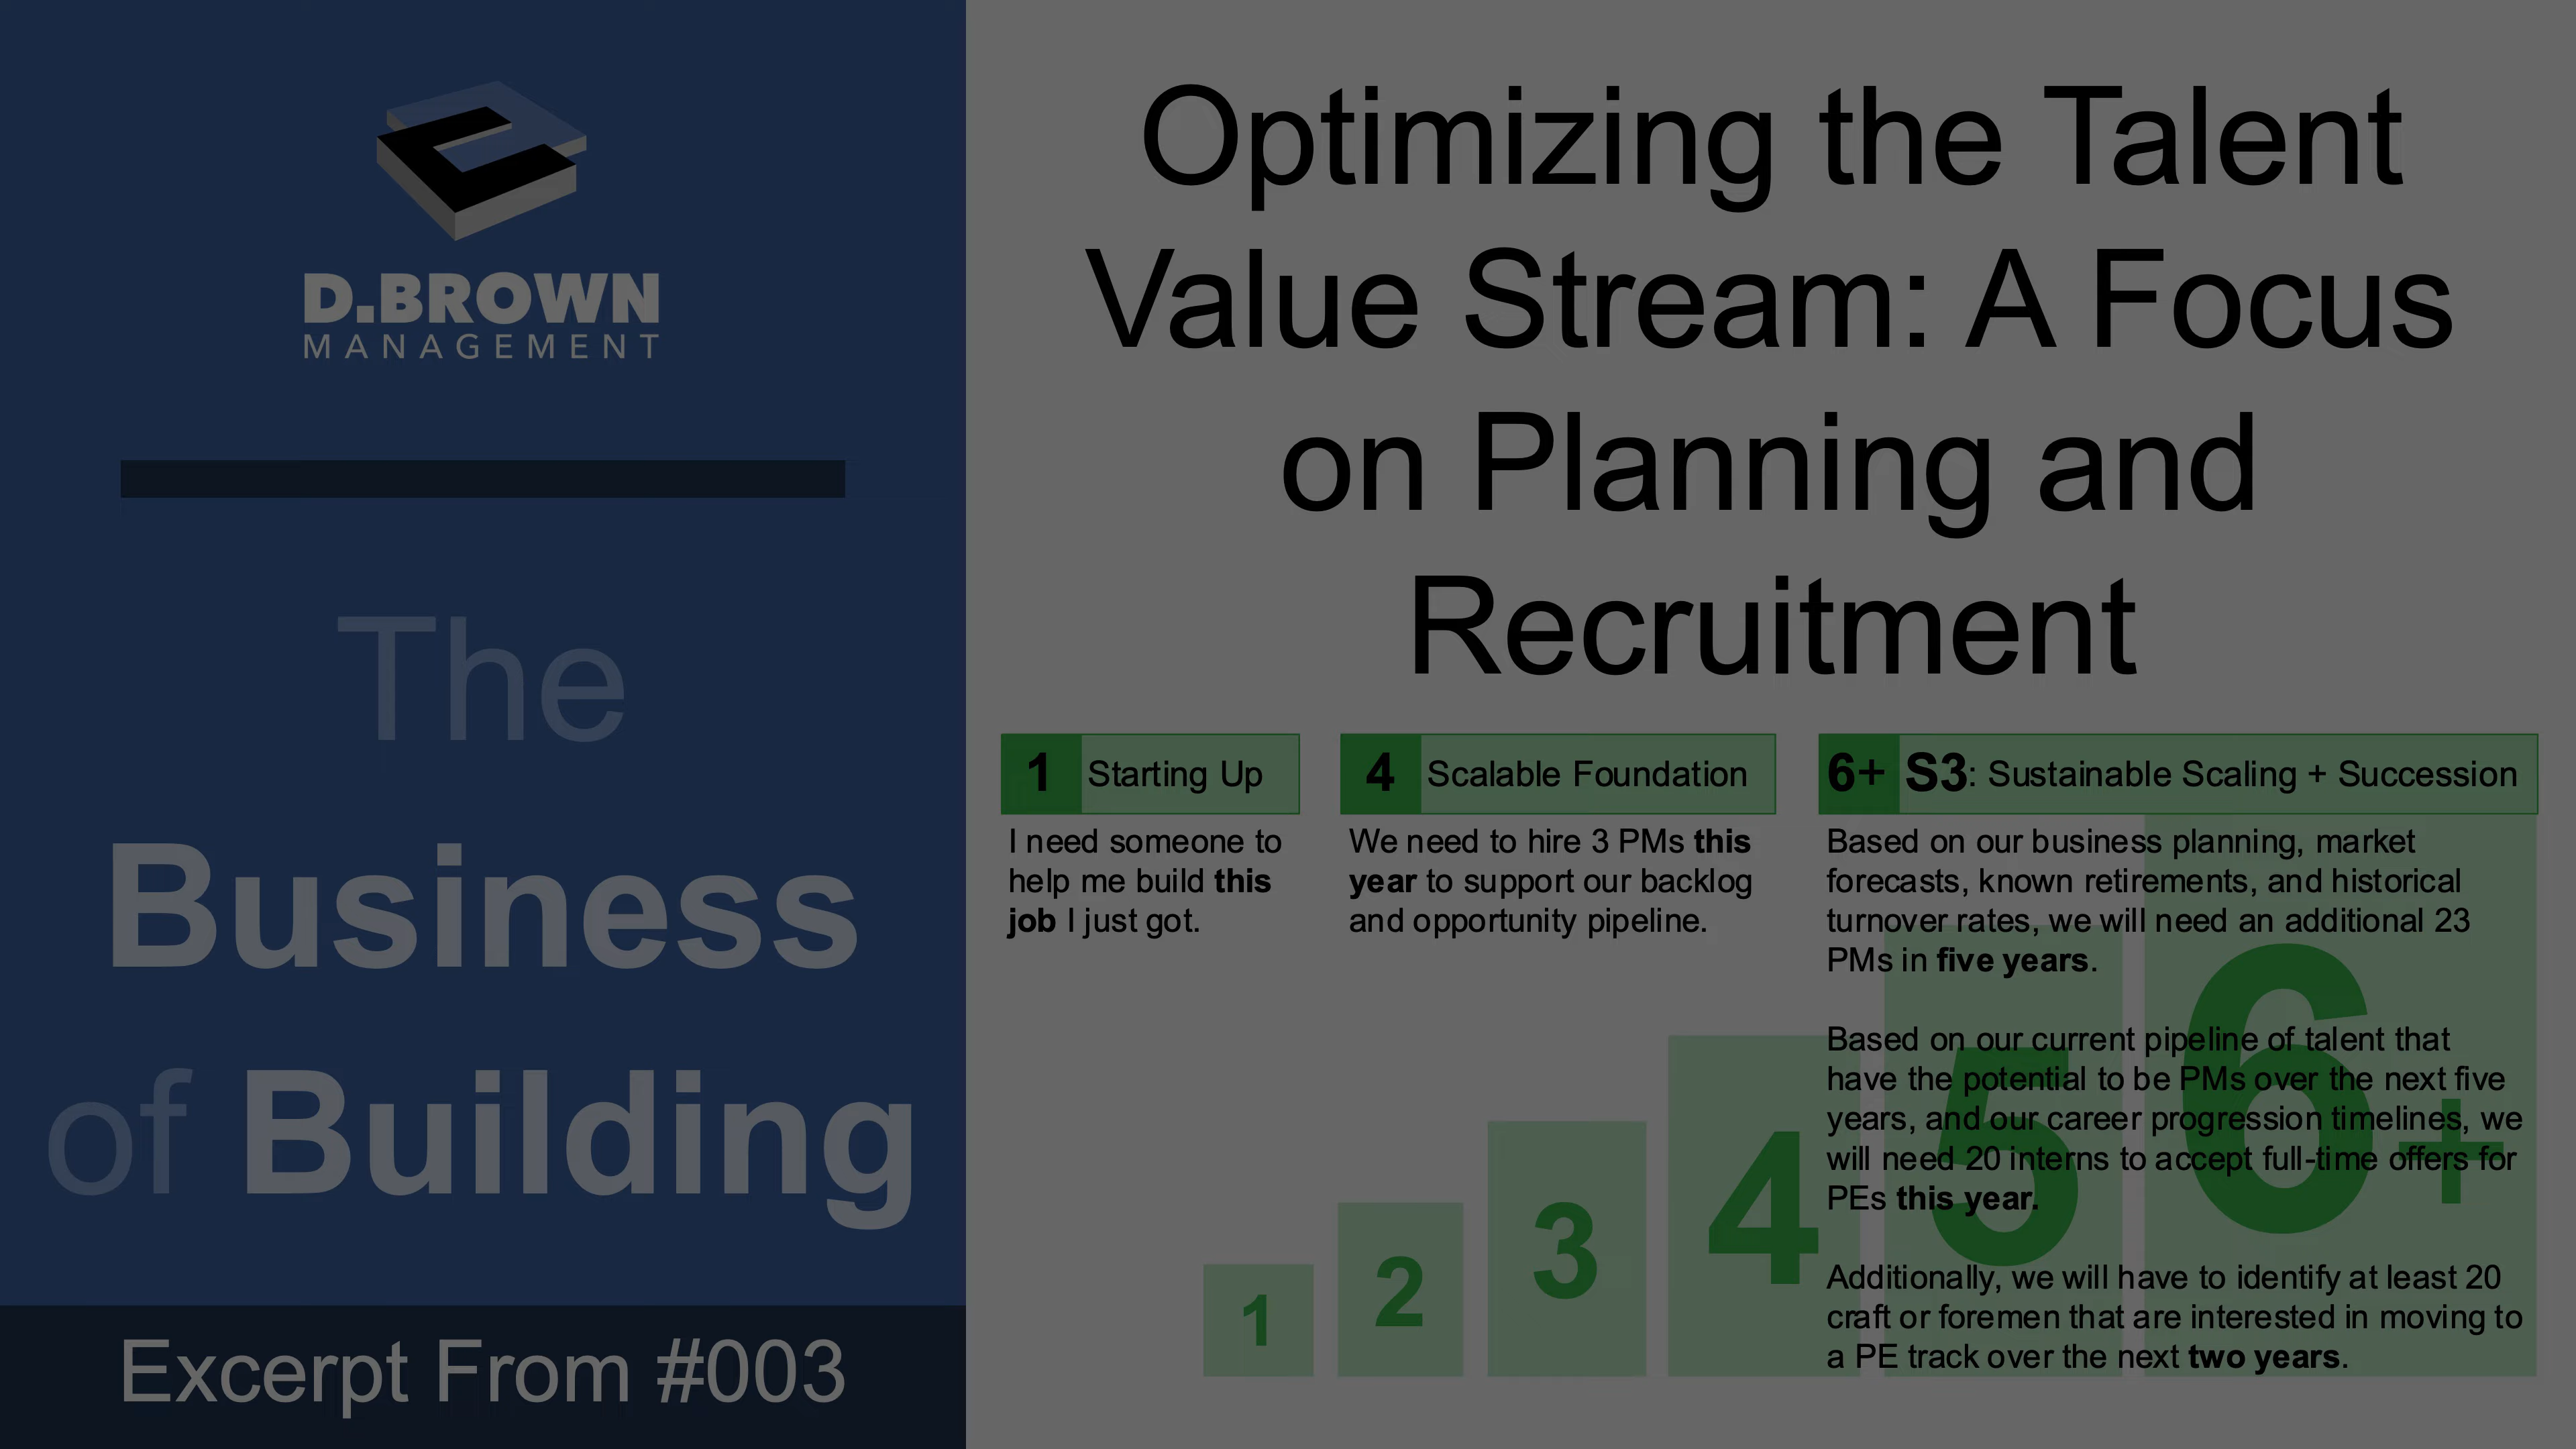 D.BROWN
MANAGEMENT
The
Business
of Building
Excerpt From #003
Optimizing the Talent
Value Stream: A Focus
on Planning and
Recruitment
1 Starting Up
I need someone to
help me build this
job I just got.
4 Scalable Foundation
We need to hire 3 PMs this
year to support our backlog
and opportunity pipeline.
6+ S3: Sustainable Scaling + Succession
Based on our business planning, market
forecasts, known retirements, and historical
turnover rates, we will need an additional 23
PMs in five years.
Based on our current pipeline of talent that
have the potential to be PMs over the next five
years, and our career progression timelines, we
will need 20 interns to accept full-time offers for
PEs this year.
Additionally, we will have to identify at least 20
craft or foremen that are interested in moving to
a PE track over the next two years.
1
2
3
4
5
6+